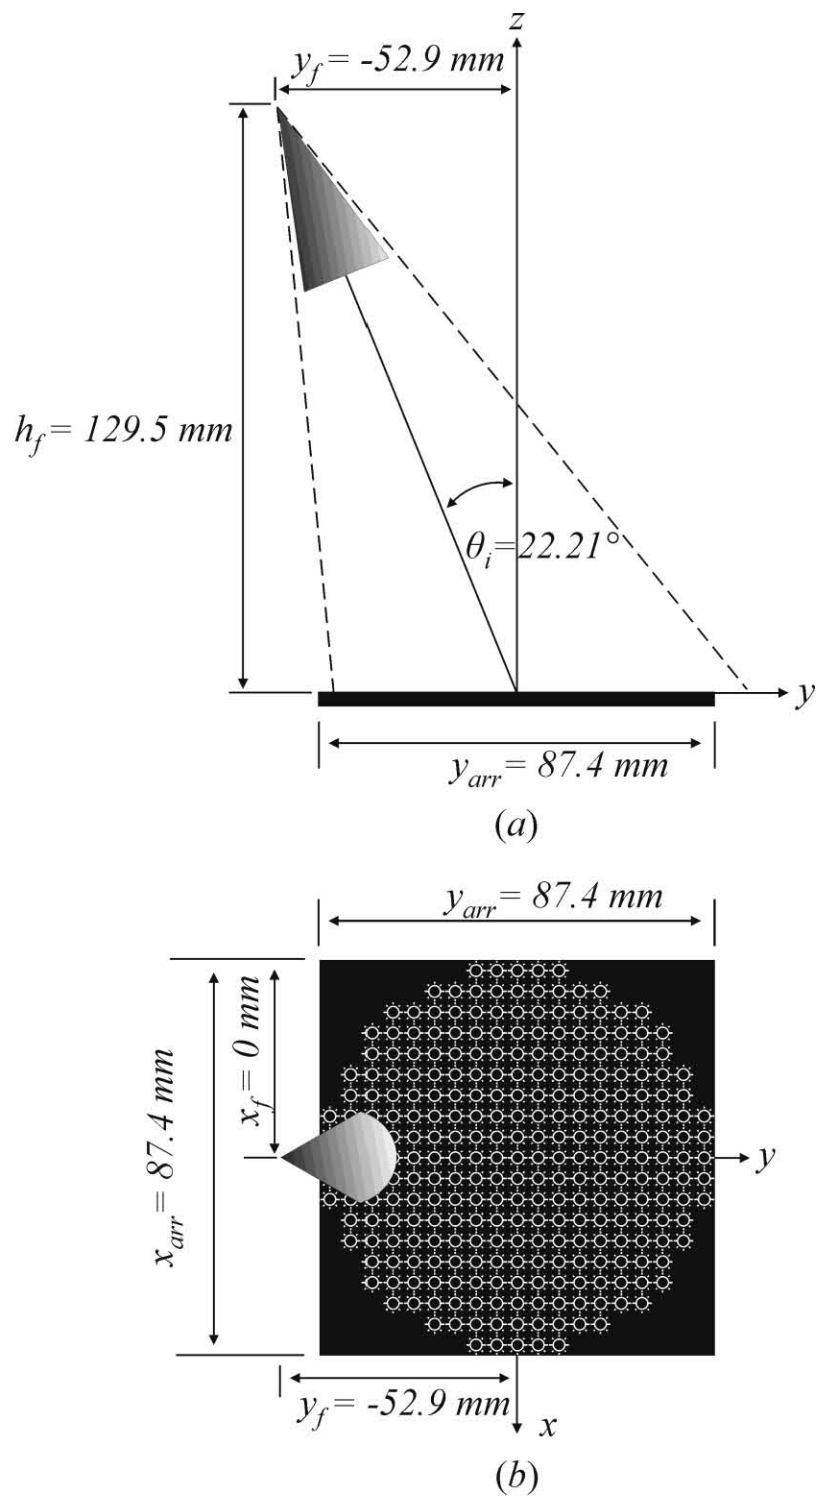 z
y_f = -52.9 mm
h_f = 129.5 mm
θ_i=22.21°
y
y_arr = 87.4 mm
(a)
y_arr = 87.4 mm
x_f = 0 mm
x_arr = 87.4 mm
y
y_f = -52.9 mm
x
(b)